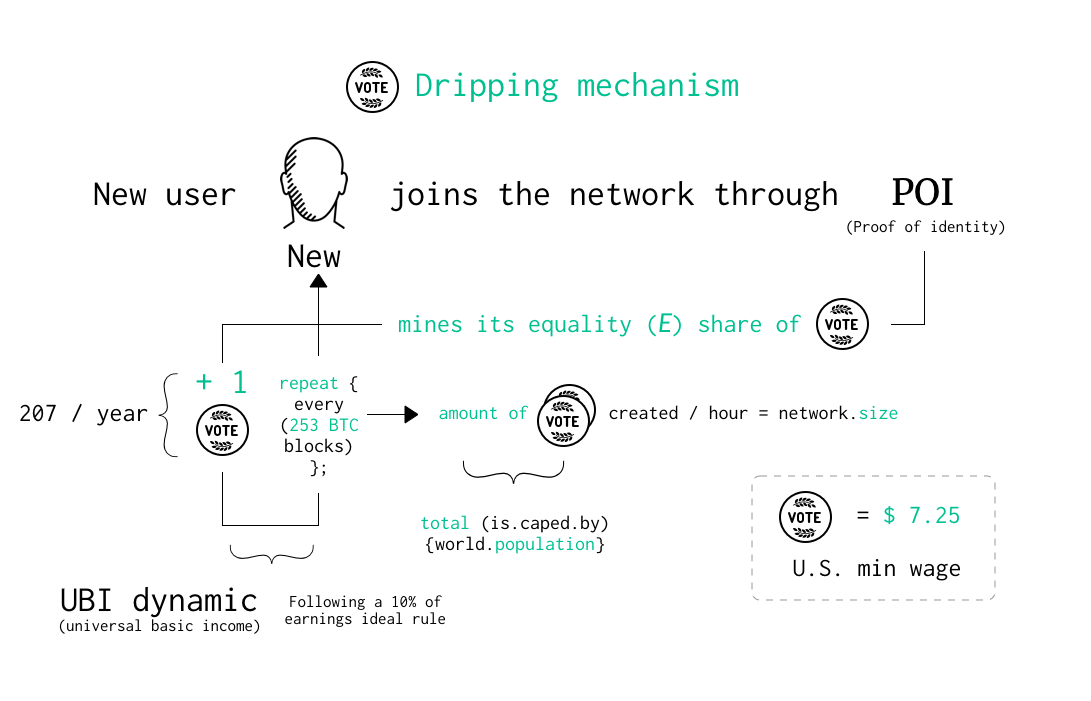 VOTE Dripping mechanism
New user
joins the network through
POI
(Proof of identity)
New
mines its equality (E) share of VOTE
207 / year
+ 1
VOTE
repeat {
every
(253 BTC
blocks)
};
amount of VOTE created / hour = network.size
total (is.caped.by)
{world.population}
VOTE = $ 7.25
U.S. min wage
UBI dynamic
(universal basic income)
Following a 10% of
earnings ideal rule